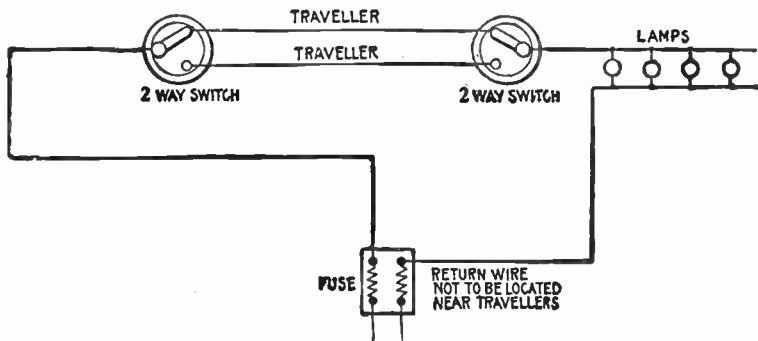 TRAVELLER
LAMPS
TRAVELLER
2 WAY SWITCH
2 WAY SWITCH
FUSE
RETURN WIRE
NOT TO BE LOCATED
NEAR TRAVELLERS